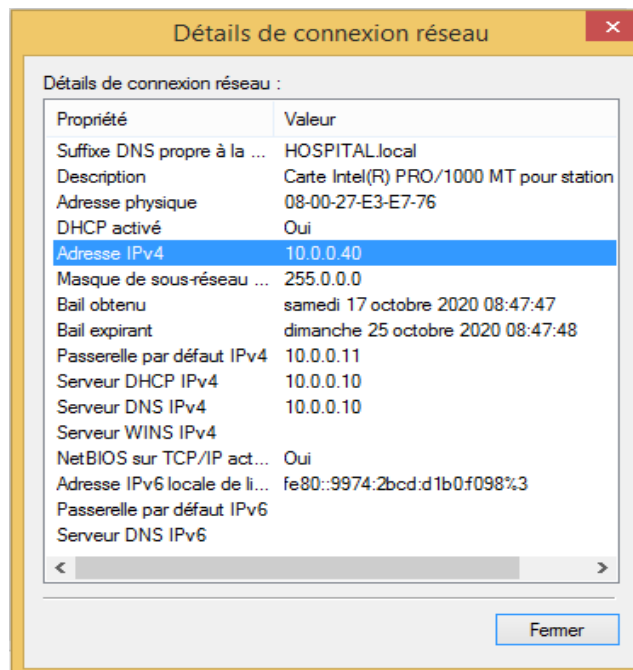 Détails de connexion réseau
Détails de connexion réseau :
Propriété Valeur
Suffixe DNS propre à la ... HOSPITAL.local
Description Carte Intel(R) PRO/1000 MT pour station
Adresse physique 08-00-27-E3-E7-76
DHCP activé Oui
Adresse IPv4 10.0.0.40
Masque de sous-réseau ... 255.0.0.0
Bail obtenu samedi 17 octobre 2020 08:47:47
Bail expirant dimanche 25 octobre 2020 08:47:48
Passerelle par défaut IPv4 10.0.0.11
Serveur DHCP IPv4 10.0.0.10
Serveur DNS IPv4 10.0.0.10
Serveur WINS IPv4
NetBIOS sur TCP/IP act... Oui
Adresse IPv6 locale de li... fe80::9974:2bcd:d1b0:f098%3
Passerelle par défaut IPv6
Serveur DNS IPv6
Fermer